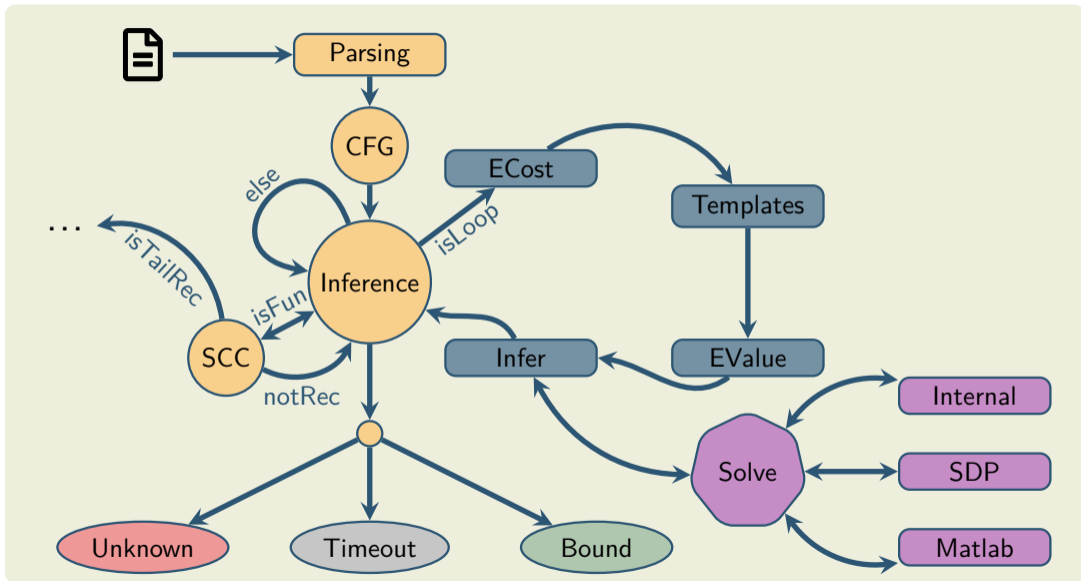 Parsing
CFG
ECost
else
Templates
isLoop
...
isTailRec
Inference
isFun
SCC
Infer
EValue
notRec
Internal
Solve
SDP
Unknown
Timeout
Bound
Matlab